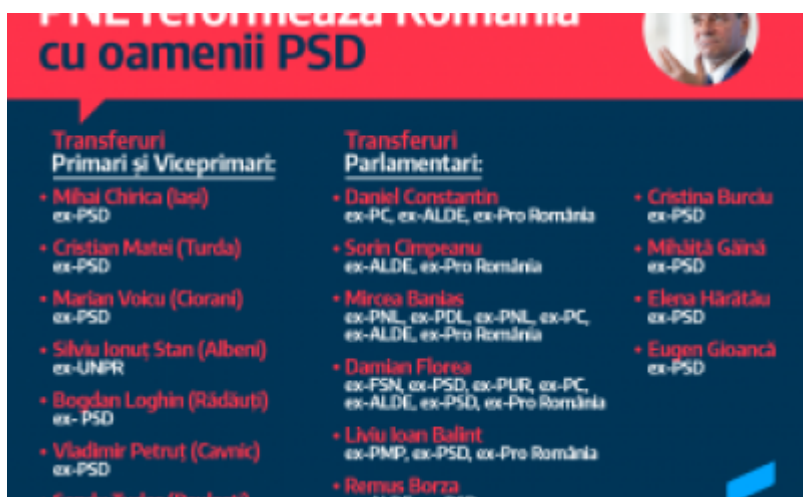 PNL reformează România
cu oamenii PSD
Transferuri
Primari și Viceprimari:
• Mihai Chirica (Iași)
ex-PSD
• Cristian Matei (Turda)
ex-PSD
• Marian Voicu (Ciorani)
ex-PSD
• Silviu Ionuț Stan (Albeni)
ex-UNPR
• Bogdan Loghin (Rădăuți)
ex- PSD
• Vladimir Petruț (Cavnic)
ex-PSD
Transferuri
Parlamentari:
• Daniel Constantin
ex-PC, ex-ALDE, ex-Pro România
• Sorin Cîmpeanu
ex-ALDE, ex-Pro România
• Mircea Banias
ex-PNL, ex-PDL, ex-PNL, ex-PC,
ex-ALDE, ex-Pro România
• Damian Florea
ex-FSN, ex-PSD, ex-PUR, ex-PC,
ex-ALDE, ex-PSD, ex-Pro România
• Liviu Ioan Balint
ex-PMP, ex-PSD, ex-Pro România
• Remus Borza
• Cristina Burciu
ex-PSD
• Mihăiță Găină
ex-PSD
• Elena Hărătău
ex-PSD
• Eugen Gioancă
ex-PSD